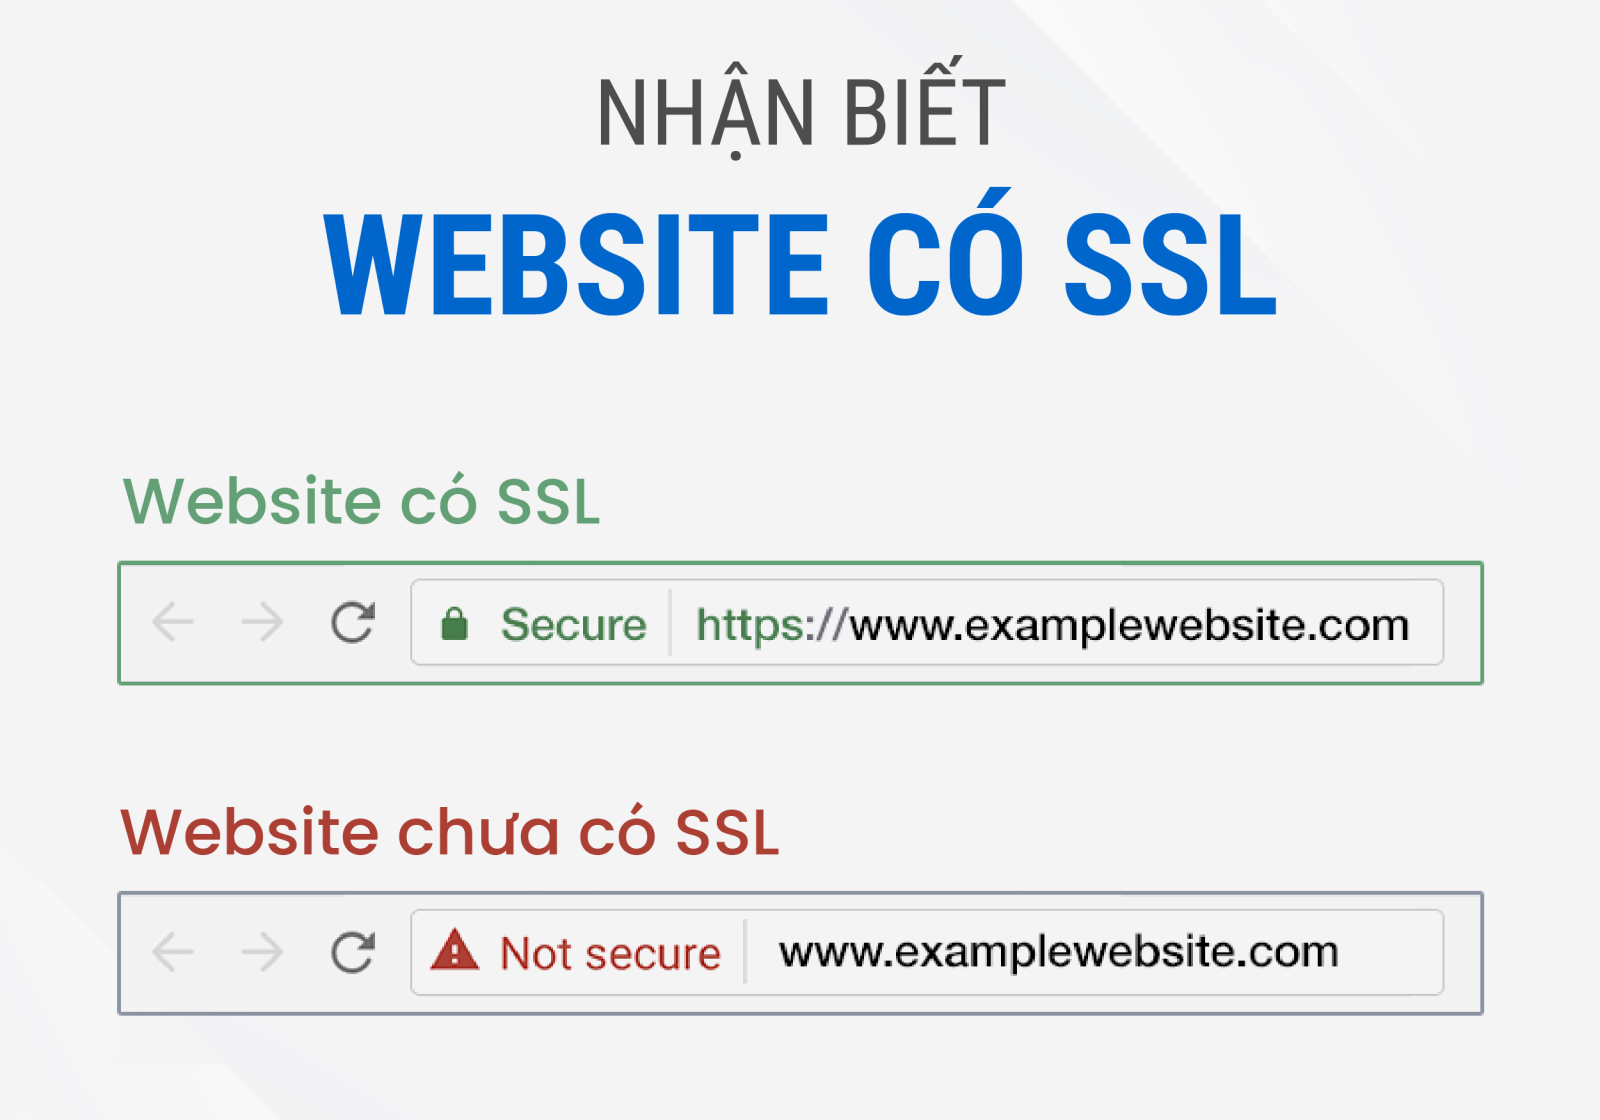 NHẬN BIẾT
WEBSITE CÓ SSL
Website có SSL
Secure https://www.examplewebsite.com
Website chưa có SSL
Not secure www.examplewebsite.com